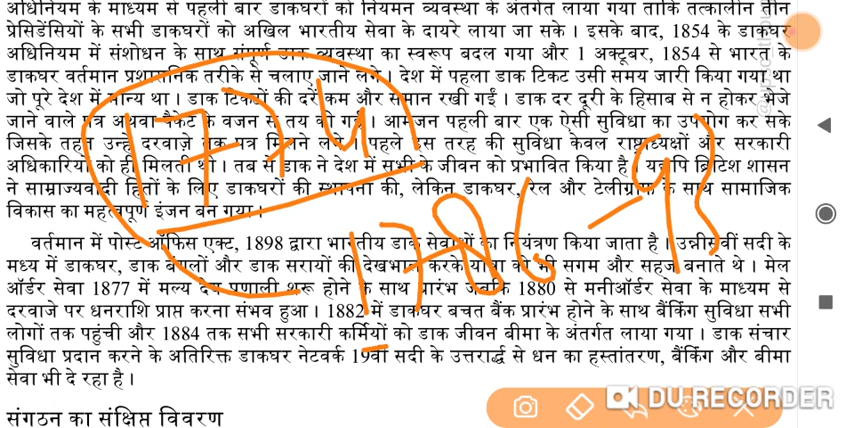 अधिनियम के माध्यम से पहली बार डाकघरों को नियमन व्यवस्था के अंतर्गत लाया गया ताकि तत्कालीन तीन
प्रेसिडेंसियों के सभी डाकघरों को अखिल भारतीय सेवा के दायरे लाया जा सके । इसके बाद, 1854 के डाकघर
अधिनियम में संशोधन के साथ संपूर्ण डाक व्यवस्था का स्वरूप बदल गया और 1 अक्टूबर, 1854 से भारत के
डाकघर वर्तमान प्रशासनिक तरीके से चलाए जाने लगे । देश में पहला डाक टिकट उसी समय जारी किया गया था
जो पूरे देश में मान्य था । डाक टिकटों की दरें कम और समान रखी गईं । डाक दर दूरी के हिसाब से न होकर भेजे
जाने वाले पत्र अथवा पैकेट के वजन से तय की गई । आमजन पहली बार एक ऐसी सुविधा का उपयोग कर सके
जिसके तहत उन्हें दरवाज़े तक पत्र मिलने लगे । पहले इस तरह की सुविधा केवल राष्ट्राध्यक्षों और सरकारी
अधिकारियों को ही मिलती थी । तब से डाक ने देश में सभी के जीवन को प्रभावित किया है । यद्यपि ब्रिटिश शासन
ने साम्राज्यवादी हितों के लिए डाकघरों की स्थापना की, लेकिन डाकघर, रेल और टेलीग्राफ के साथ सामाजिक
विकास का महत्वपूर्ण इंजन बन गया ।
1786-93
वर्तमान में पोस्ट ऑफिस एक्ट, 1898 द्वारा भारतीय डाक सेवाओं का नियंत्रण किया जाता है । उन्नीसवीं सदी के
मध्य में डाकघर, डाक बंगलों और डाक सरायों की देखभाल करके यात्रा को भी सुगम और सहज बनाते थे । मेल
ऑर्डर सेवा 1877 में मूल्य देय प्रणाली शुरू होने के साथ प्रारंभ जबकि 1880 से मनीऑर्डर सेवा के माध्यम से
दरवाजे पर धनराशि प्राप्त करना संभव हुआ । 1882 में डाकघर बचत बैंक प्रारंभ होने के साथ बैंकिंग सुविधा सभी
लोगों तक पहुंची और 1884 तक सभी सरकारी कर्मियों को डाक जीवन बीमा के अंतर्गत लाया गया । डाक संचार
सुविधा प्रदान करने के अतिरिक्त डाकघर नेटवर्क 19वीं सदी के उत्तरार्द्ध से धन का हस्तांतरण, बैंकिंग और बीमा
सेवा भी दे रहा है ।
संगठन का संक्षिप्त विवरण
DU RECORDER